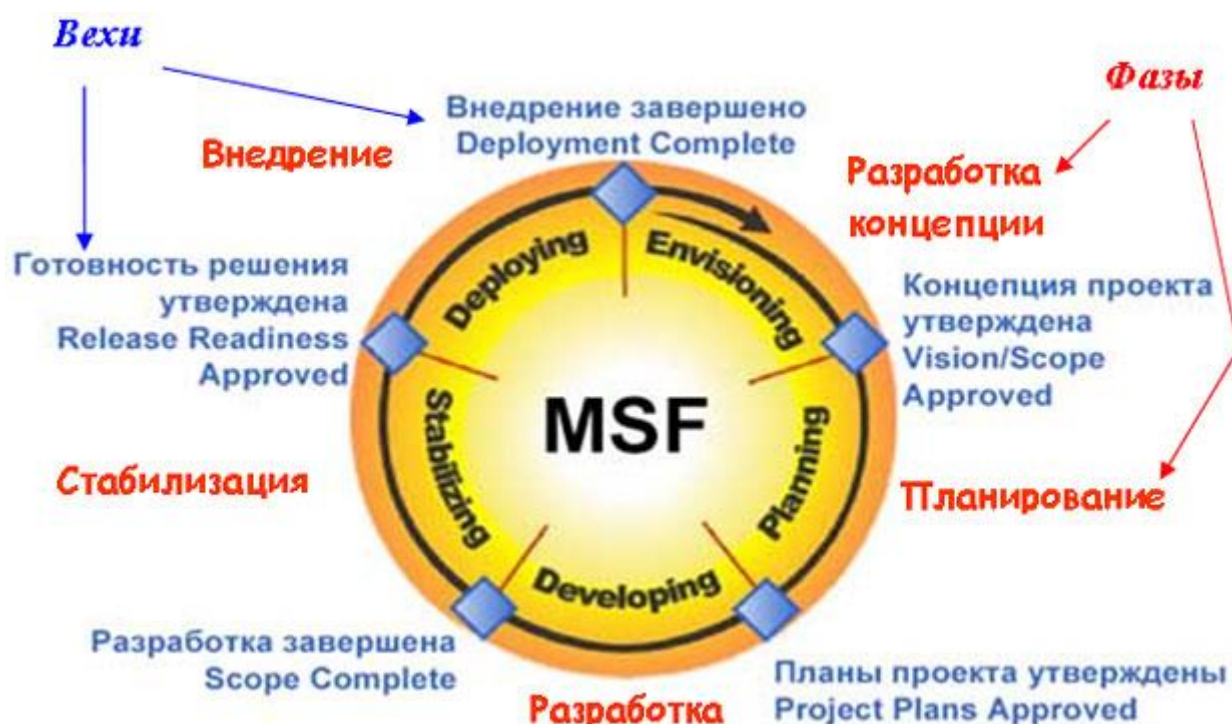 Вехи
Фазы
Внедрение завершено
Deployment Complete
Внедрение
Разработка
концепции
Готовность решения
утверждена
Release Readiness
Approved
Deploying
Envisioning
Концепция проекта
утверждена
Vision/Scope
Approved
MSF
Stabilizing
Planning
Стабилизация
Планирование
Developing
Разработка завершена
Scope Complete
Разработка
Планы проекта утверждены
Project Plans Approved